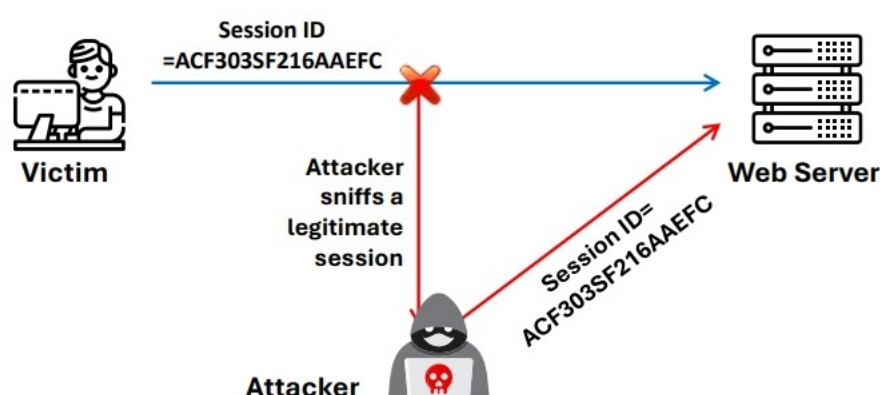 Session ID
=ACF303SF216AAEFC
Victim
Web Server
Attacker
sniffs a
legitimate
session
Session ID=
ACF303SF216AAEFC
Attacker